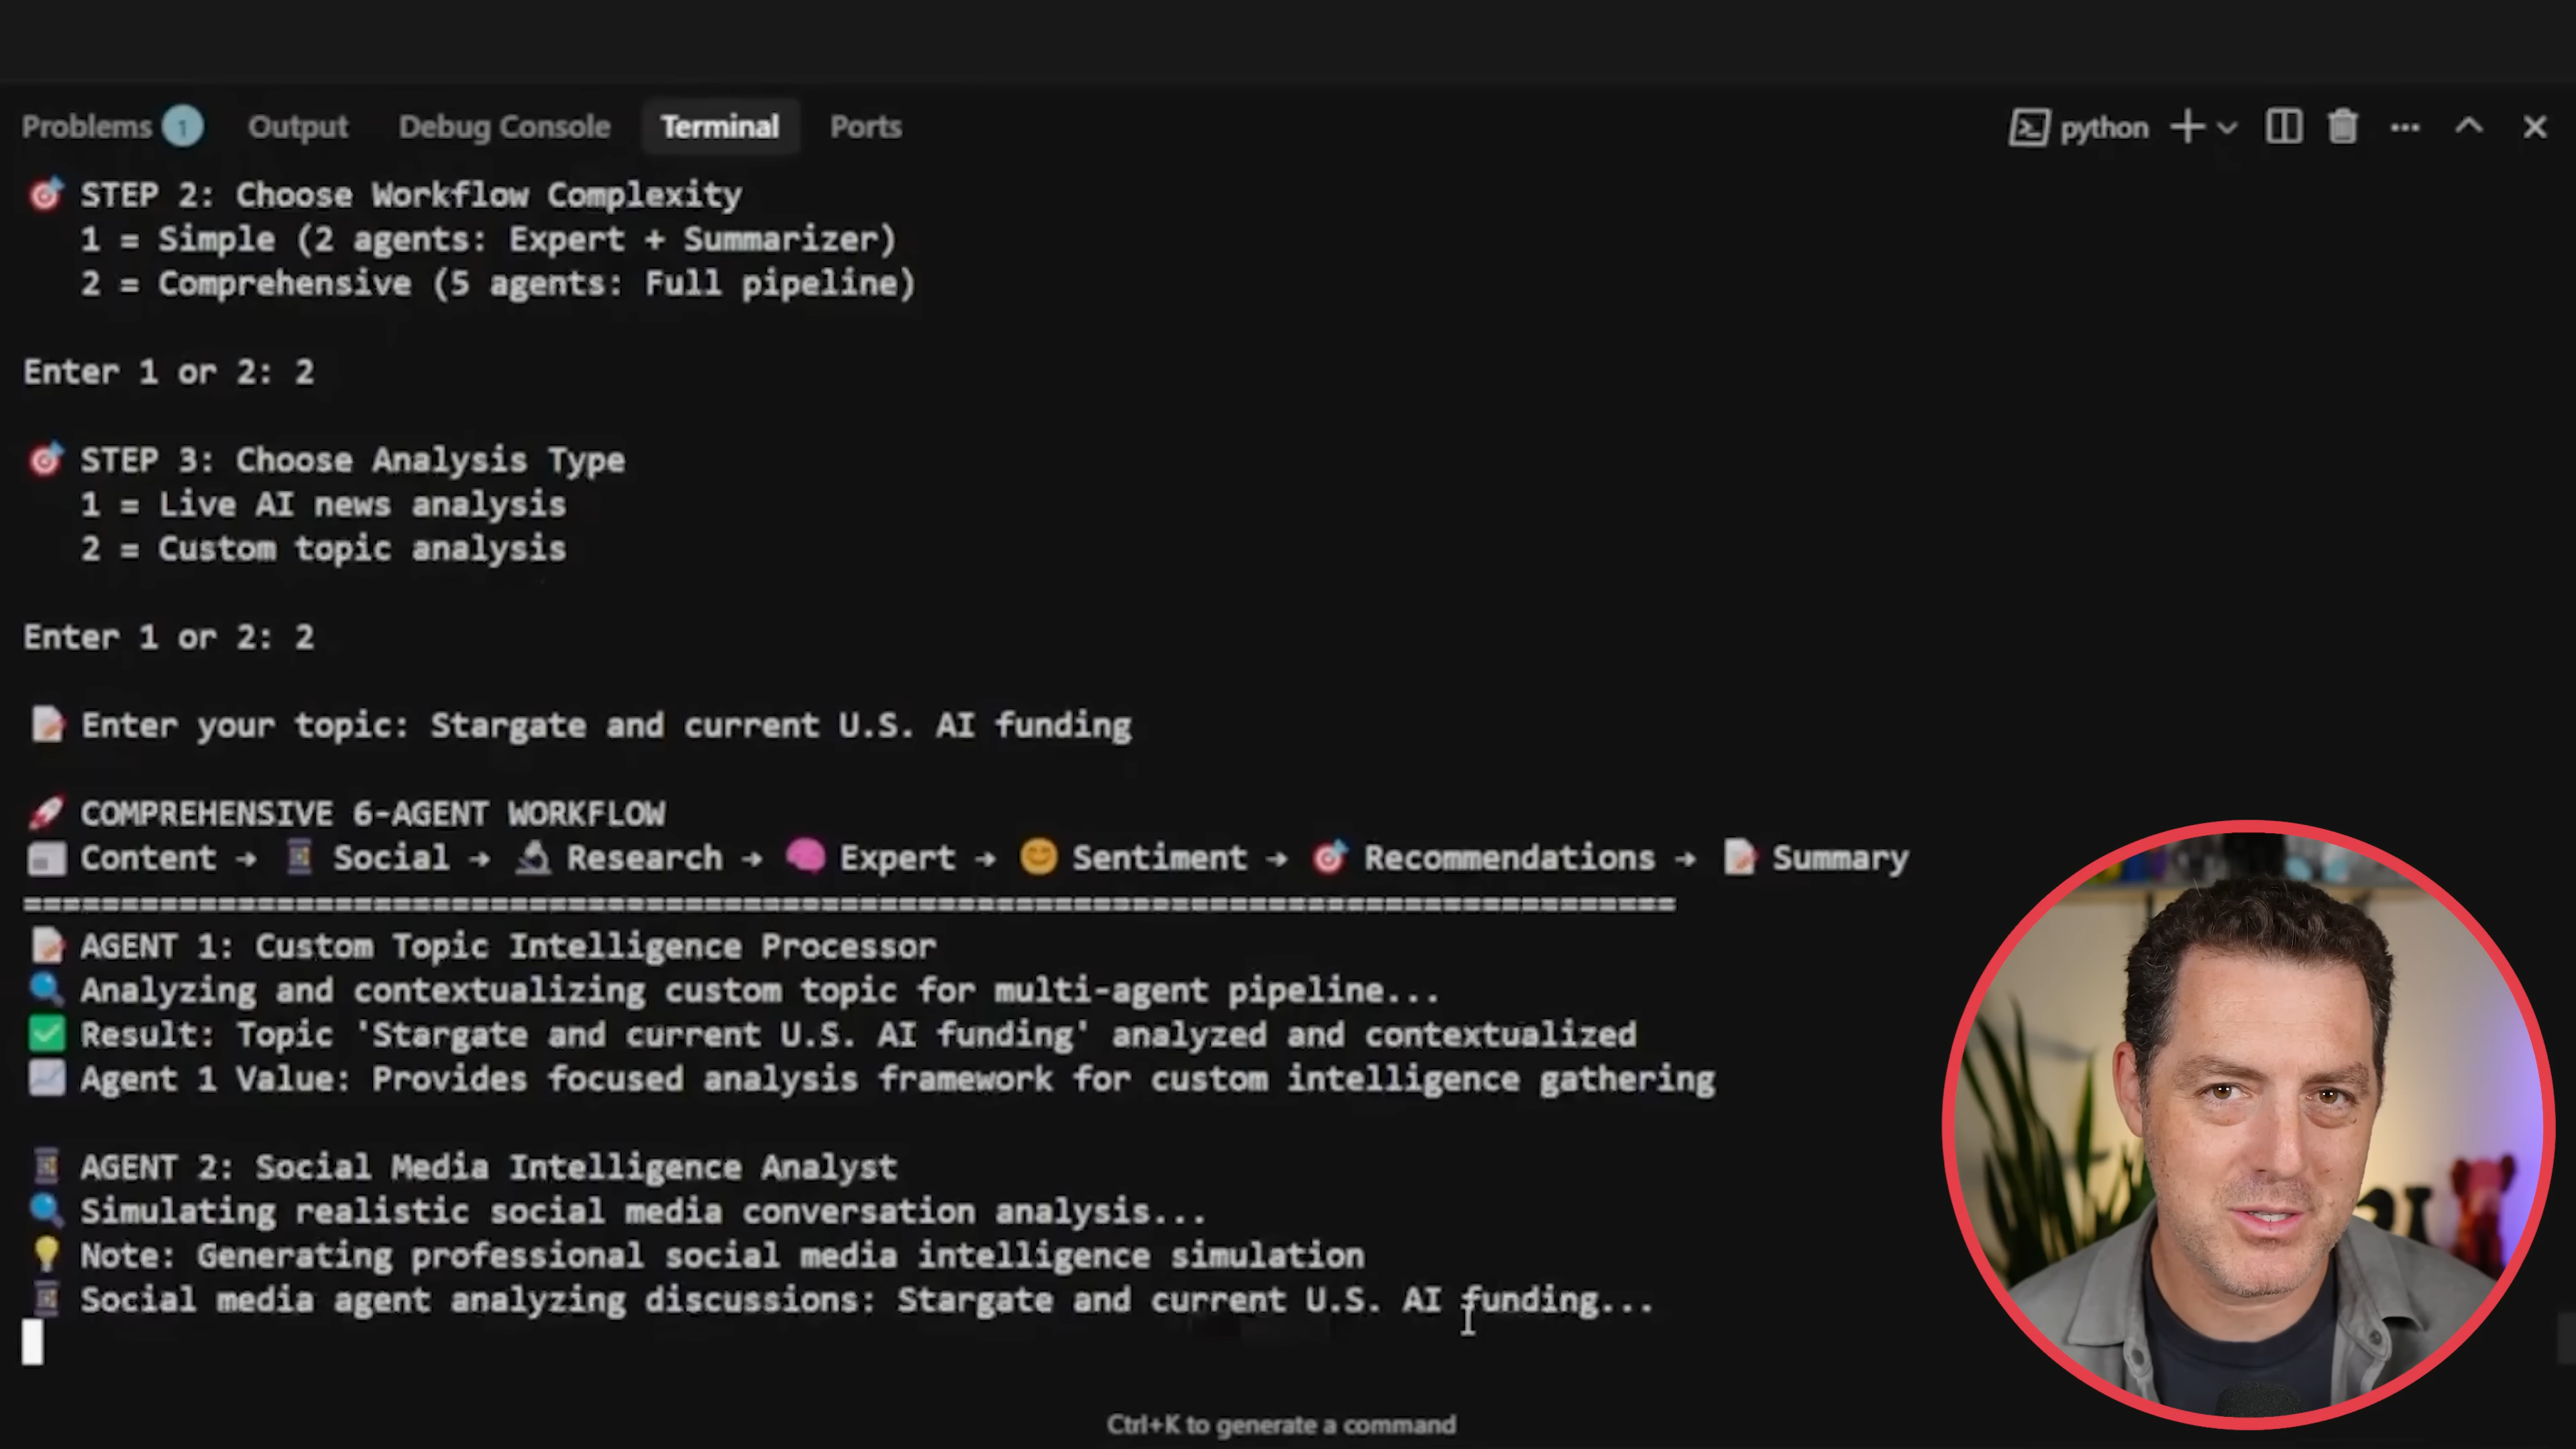 Problems 1 Output Debug Console Terminal Ports python
STEP 2: Choose Workflow Complexity
1 = Simple (2 agents: Expert + Summarizer)
2 = Comprehensive (5 agents: Full pipeline)
Enter 1 or 2: 2
STEP 3: Choose Analysis Type
1 = Live AI news analysis
2 = Custom topic analysis
Enter 1 or 2: 2
Enter your topic: Stargate and current U.S. AI funding
COMPREHENSIVE 6-AGENT WORKFLOW
Content → Social → Research → Expert → Sentiment → Recommendations → Summary
=====================================================================================
AGENT 1: Custom Topic Intelligence Processor
Analyzing and contextualizing custom topic for multi-agent pipeline...
Result: Topic 'Stargate and current U.S. AI funding' analyzed and contextualized
Agent 1 Value: Provides focused analysis framework for custom intelligence gathering
AGENT 2: Social Media Intelligence Analyst
Simulating realistic social media conversation analysis...
Note: Generating professional social media intelligence simulation
Social media agent analyzing discussions: Stargate and current U.S. AI funding...
Ctrl+K to generate a command